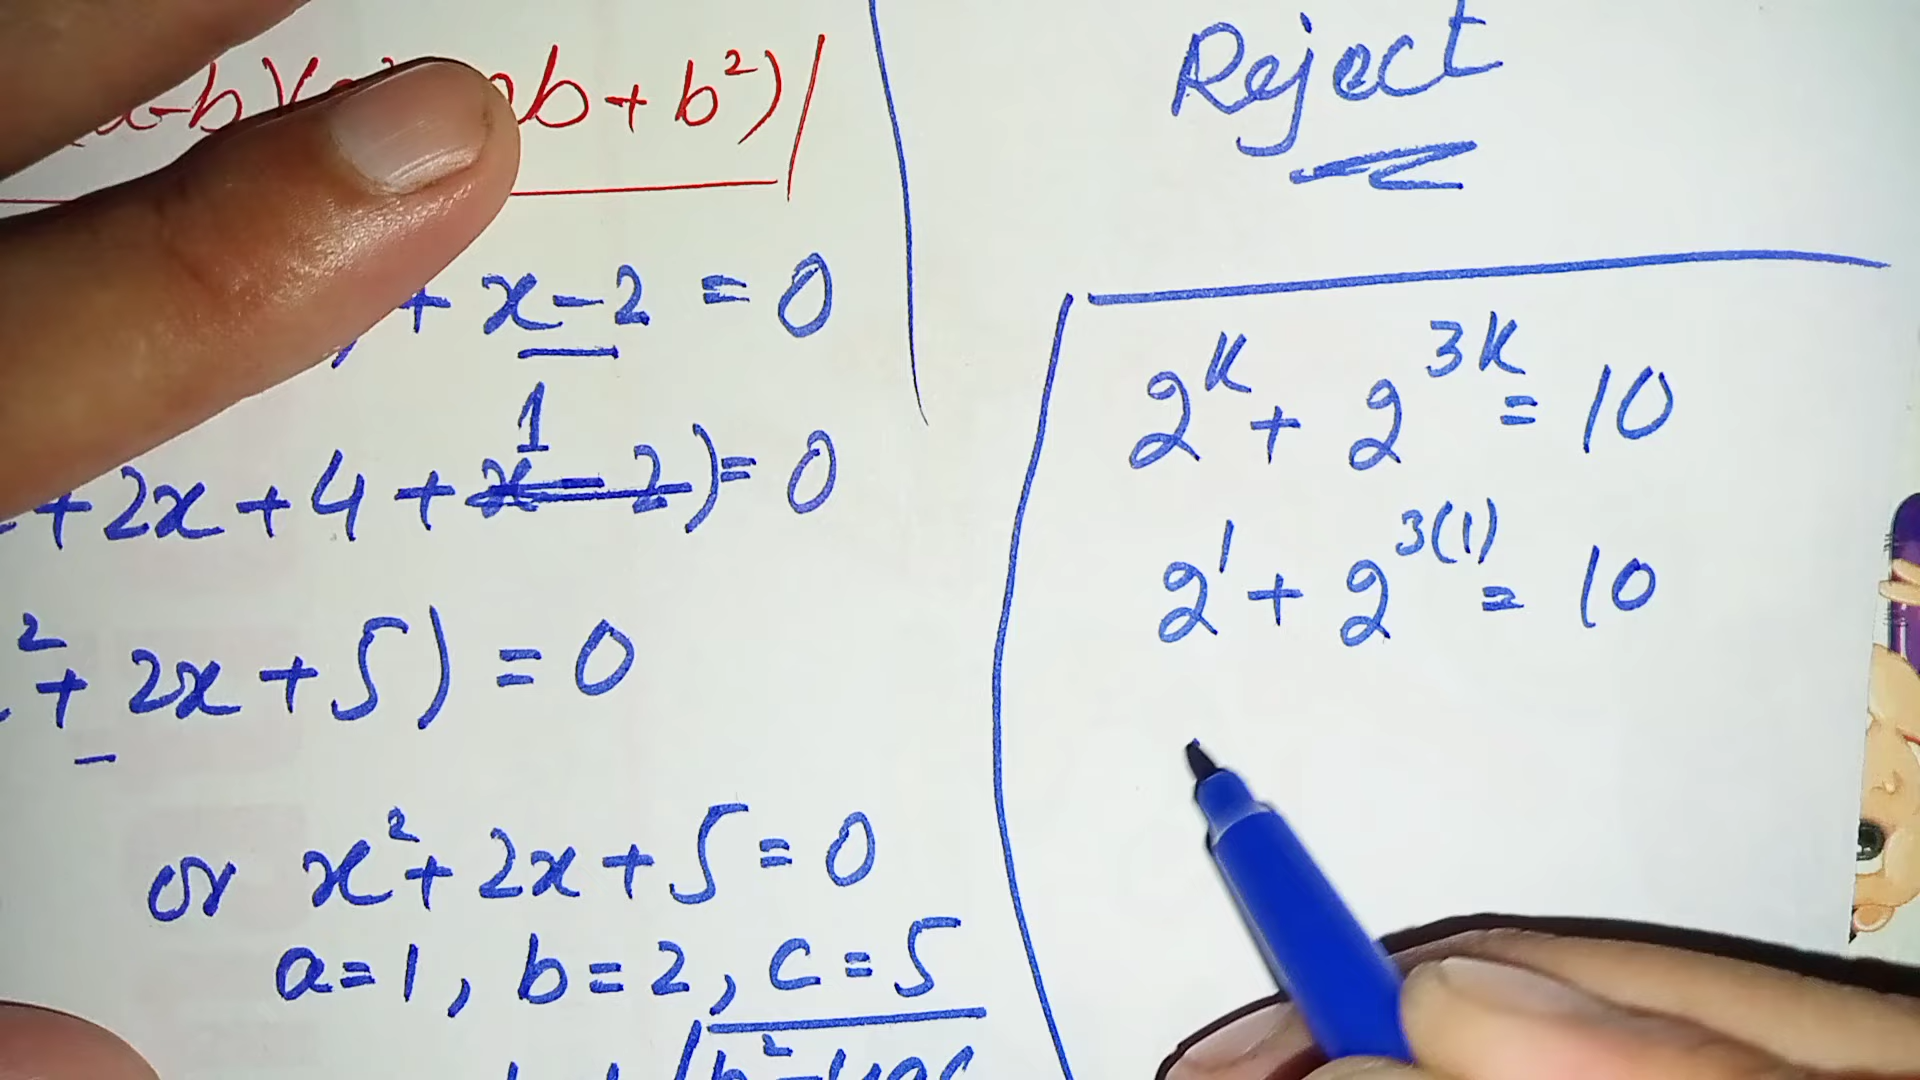 -b)( b + b²)
+ x - 2 = 0
1
+ 2x + 4 + x - 2) = 0
² + 2x + 5) = 0
or x² + 2x + 5 = 0
a = 1, b = 2, c = 5
Reject
2^k + 2^3k = 10
2^1 + 2^3(1) = 10